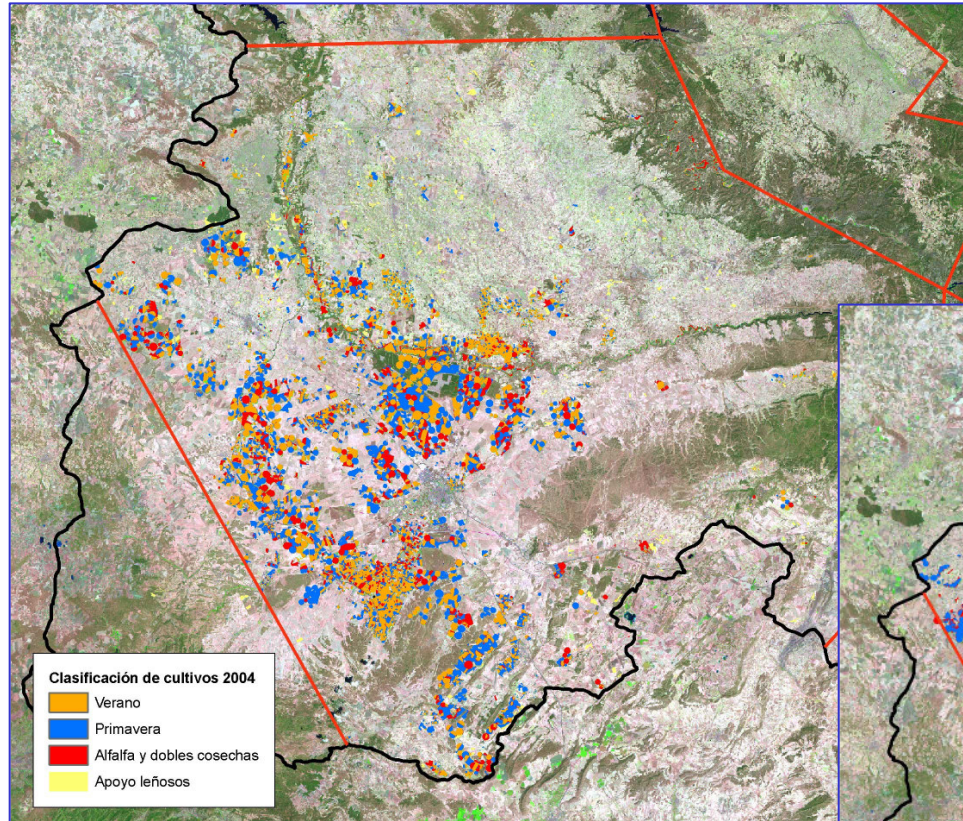 Clasificación de cultivos 2004
Verano
Primavera
Alfalfa y dobles cosechas
Apoyo leñosos